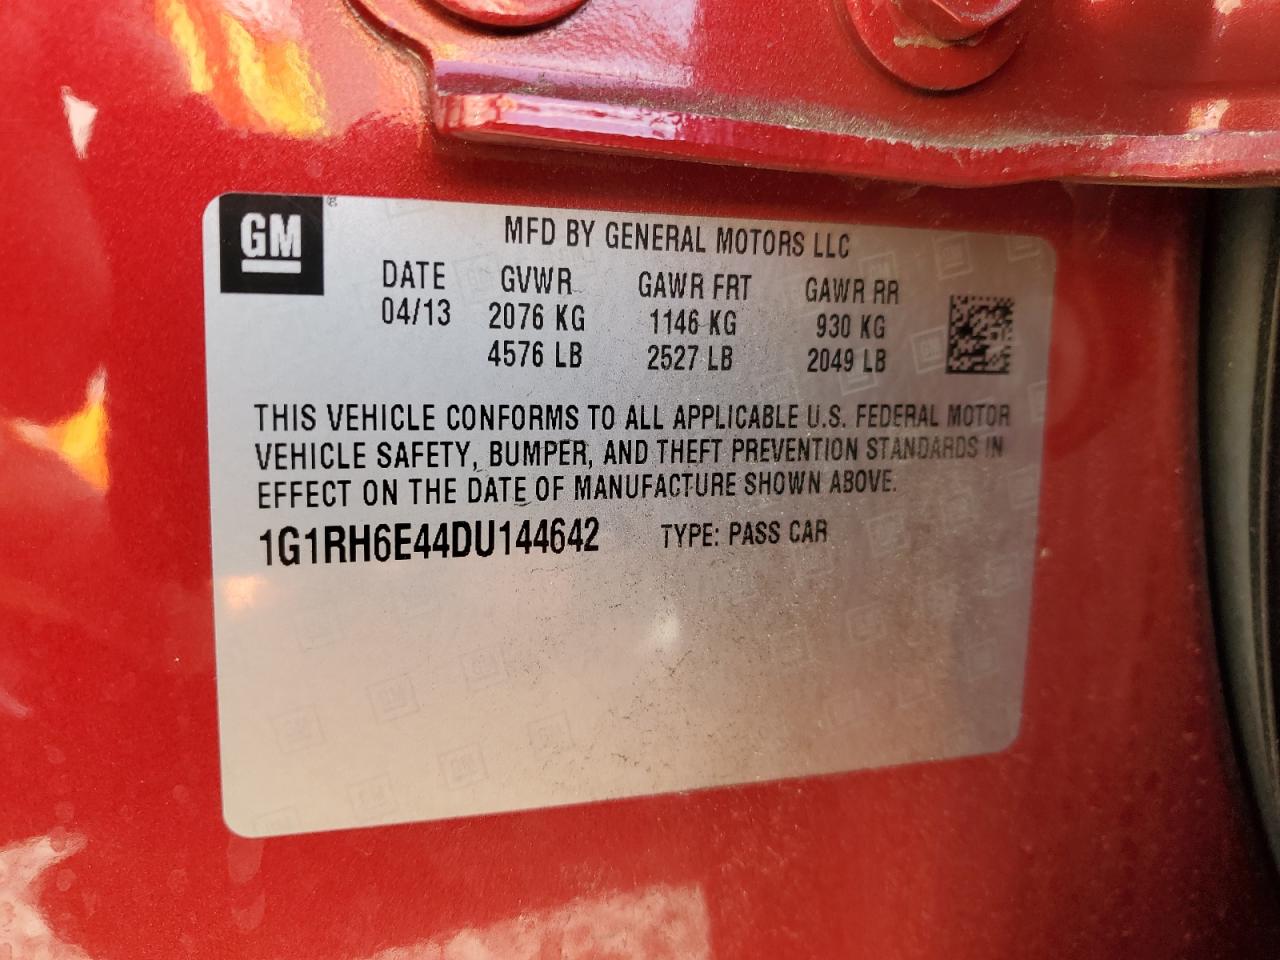 GM
MFD BY GENERAL MOTORS LLC
DATE GVWR GAWR FRT GAWR RR
04/13 2076 KG 1146 KG 930 KG
4576 LB 2527 LB 2049 LB
THIS VEHICLE CONFORMS TO ALL APPLICABLE U.S. FEDERAL MOTOR
VEHICLE SAFETY, BUMPER, AND THEFT PREVENTION STANDARDS IN
EFFECT ON THE DATE OF MANUFACTURE SHOWN ABOVE.
1G1RH6E44DU144642 TYPE: PASS CAR